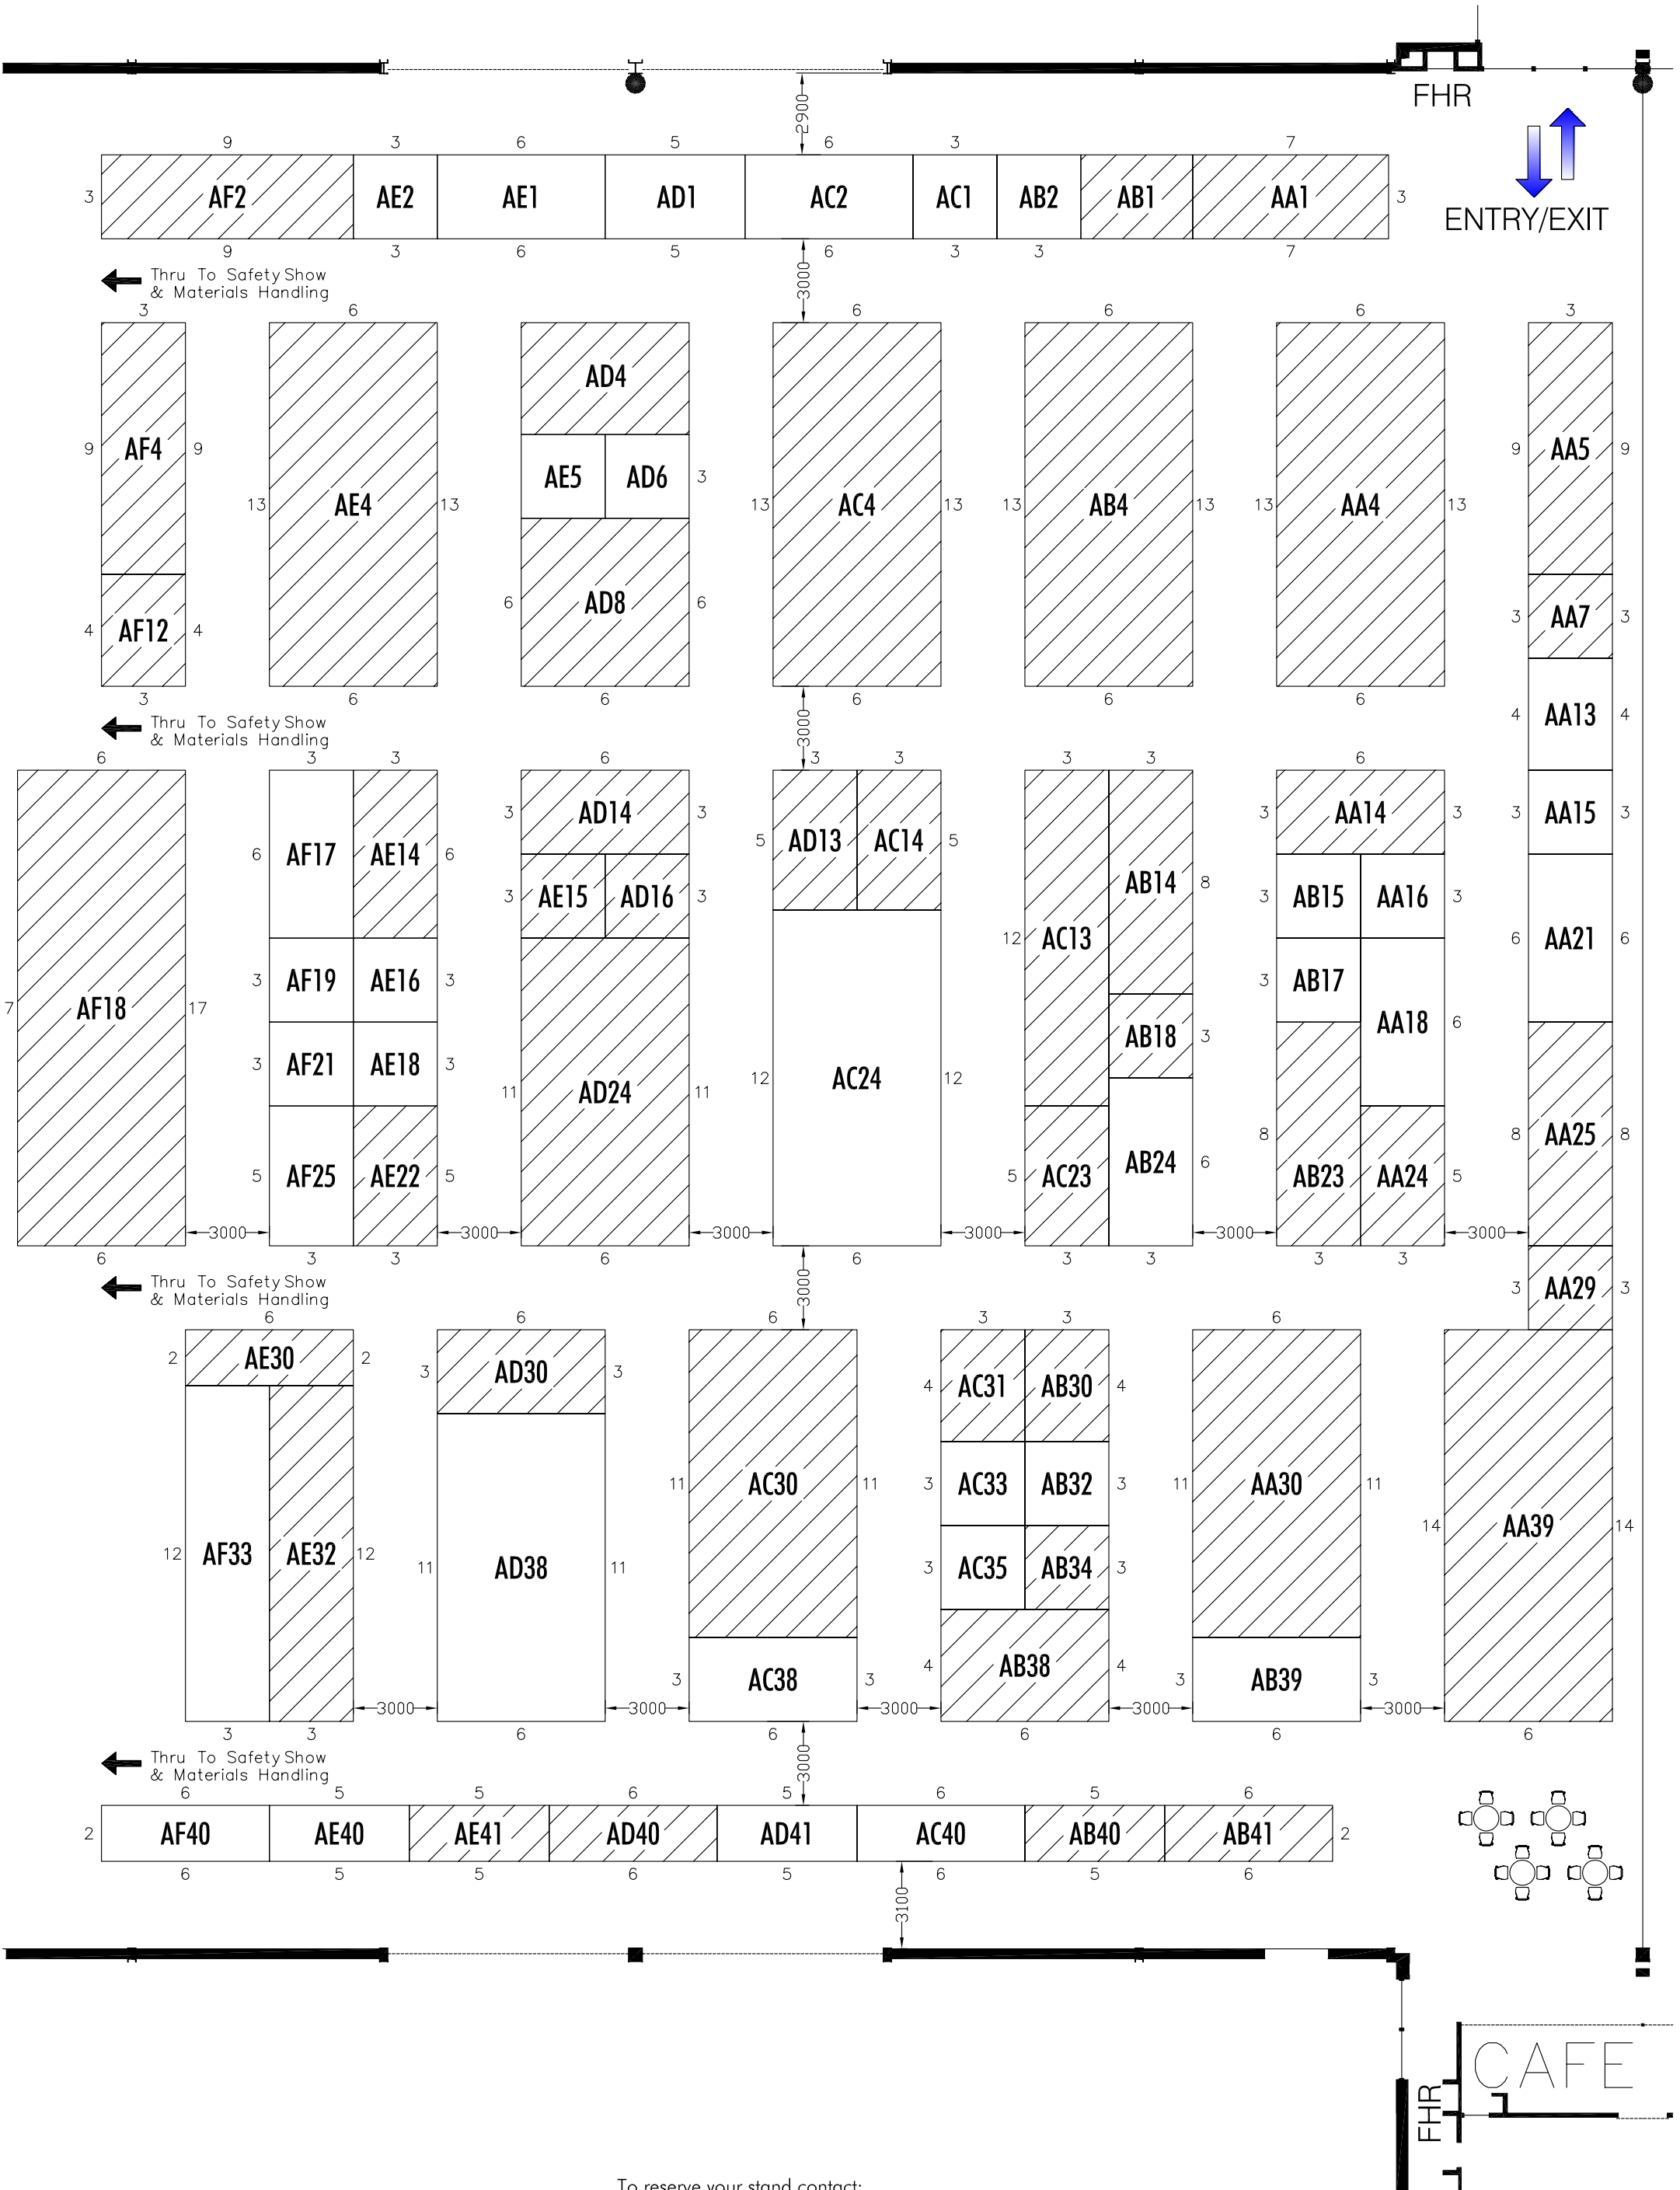 FHR
2900
9 3 6 5 6 3 7
3 AF2 AE2 AE1 AD1 AC2 AC1 AB2 AB1 AA1 3
ENTRY/EXIT
9 3 6 5 6 3 3 7
Thru To Safety Show
& Materials Handling
3000
3 6 6 6 6 3
AD4
9 AF4 9 9 AA5 9
AE5 AD6 3
13 AE4 13 13 AC4 13 13 AB4 13 13 AA4 13
6 AD8 6
3 AA7 3
4 AF12 4
3 6 6 6 6 6
4 AA13 4
Thru To Safety Show
& Materials Handling
3000
6 3 3 6 3 3 3 3 6
3 AD14 3 3 AA14 3 3 AA15 3
5 AD13 AC14 5
6 AF17 AE14 6
AB14 8
3 AE15 AD16 3 3 AB15 AA16 3
12 AC13
6 AA21 6
3 AF19 AE16 3 3 AB17
7 AF18 17
AA18 6
AB18 3
3 AF21 AE18 3
12 AC24 12
11 AD24 11
8 AB23
8 AA25 8
AB24 6
5 AF25 AE22 5 5 AC23 AA24 5
3000 3000 3000 3000 3000 3000
6 3 3 6 6 3 3 3 3
Thru To Safety Show
& Materials Handling
3000
3 AA29 3
6 6 6 3 3 6
2 AE30 2
3 AD30 3
4 AC31 AB30 4
11 AC30 11 3 AC33 AB32 3 11 AA30 11
14 AA39 14
12 AF33 AE32 12
11 AD38 11 3 AC35 AB34 3
4 AB38 4
3 AC38 3 3 AB39 3
3000 3000 3000 3000 3000
3 3 6 6 6 6 6
Thru To Safety Show
& Materials Handling
3000
6 5 5 6 5 6 5 6
2 AF40 AE40 AE41 AD40 AD41 AC40 AB40 AB41 2
6 5 5 6 5 6 5 6
3100
CAFE
FHR
To reserve your stand contact: